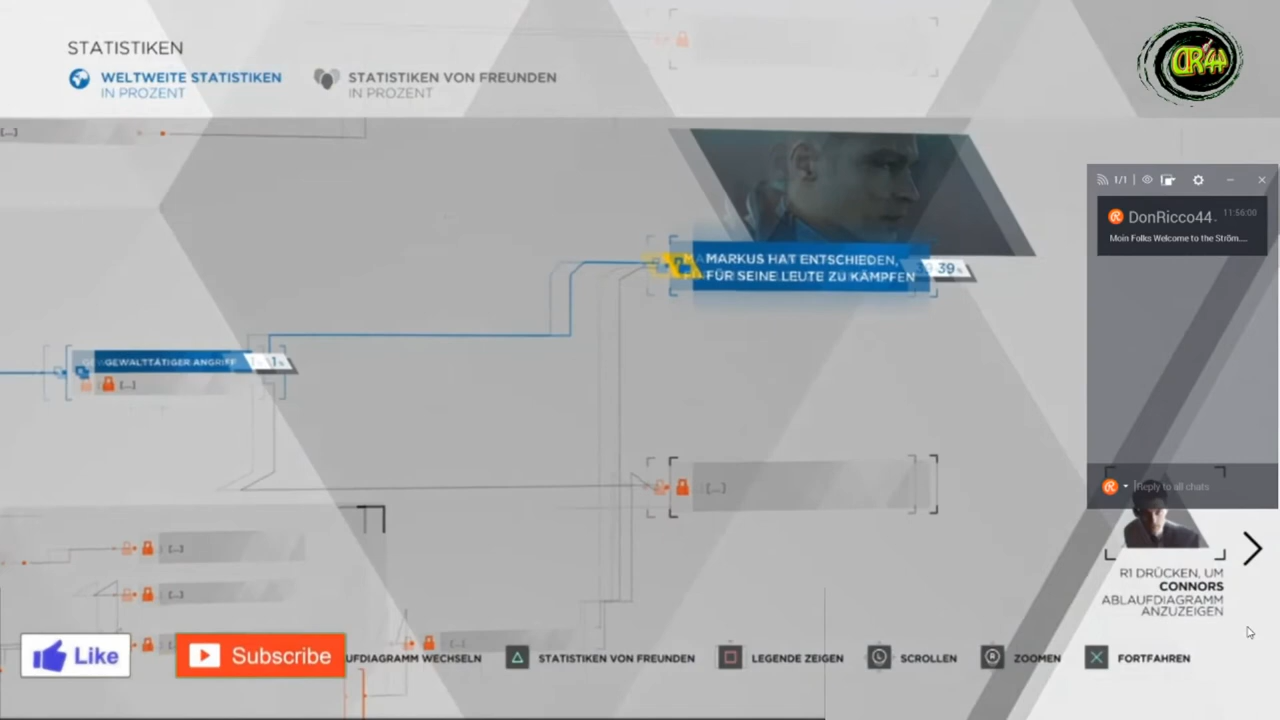 STATISTIKEN
WELTWEITE STATISTIKEN
IN PROZENT
STATISTIKEN VON FREUNDEN
IN PROZENT
DR44
[...]
1/1
DonRicco44. 11:56:00
Moin Folks Welcome to the Ström....
MARKUS HAT ENTSCHIEDEN,
FÜR SEINE LEUTE ZU KÄMPFEN
39%
GEWALTTÄTIGER ANGRIFF
[...]
[...]
Reply to all chats
[...]
[...]
[...]
R1 DRÜCKEN, UM
CONNORS
ABLAUFDIAGRAMM
ANZUZEIGEN
Like
Subscribe
UFDIAGRAMM WECHSELN
STATISTIKEN VON FREUNDEN
LEGENDE ZEIGEN
SCROLLEN
R
ZOOMEN
FORTFAHREN